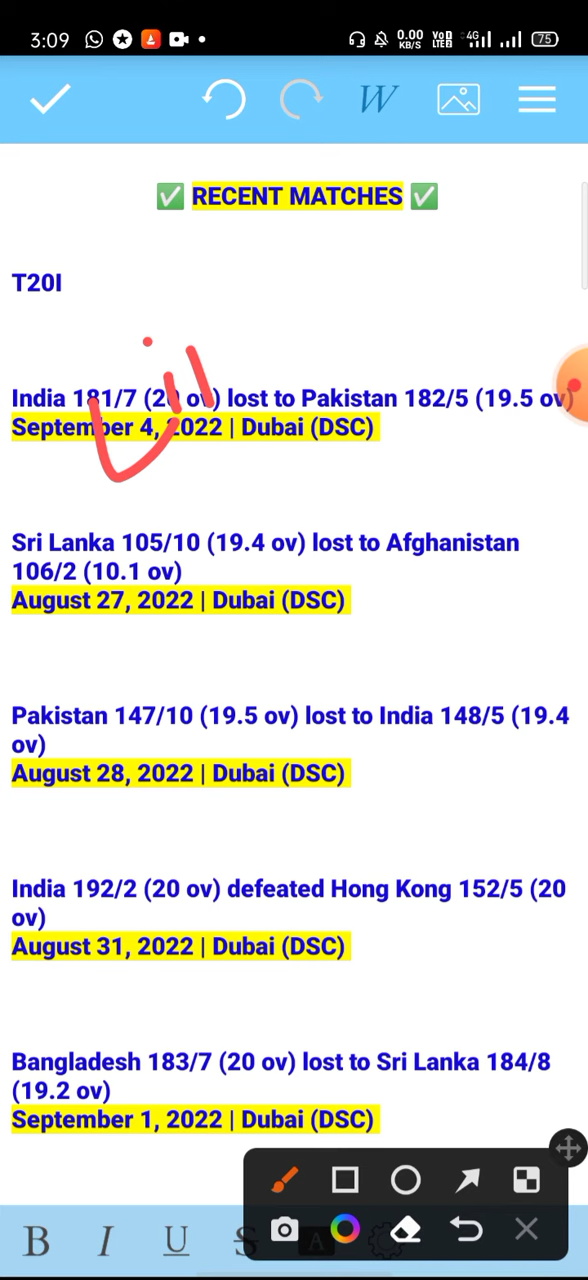 3:09 0.00 KB/S VoD LTE 4G 75
W
✅ RECENT MATCHES ✅
T20I
India 181/7 (20 ov) lost to Pakistan 182/5 (19.5 ov)
September 4, 2022 | Dubai (DSC)
Sri Lanka 105/10 (19.4 ov) lost to Afghanistan
106/2 (10.1 ov)
August 27, 2022 | Dubai (DSC)
Pakistan 147/10 (19.5 ov) lost to India 148/5 (19.4
ov)
August 28, 2022 | Dubai (DSC)
India 192/2 (20 ov) defeated Hong Kong 152/5 (20
ov)
August 31, 2022 | Dubai (DSC)
Bangladesh 183/7 (20 ov) lost to Sri Lanka 184/8
(19.2 ov)
September 1, 2022 | Dubai (DSC)
B I U S A